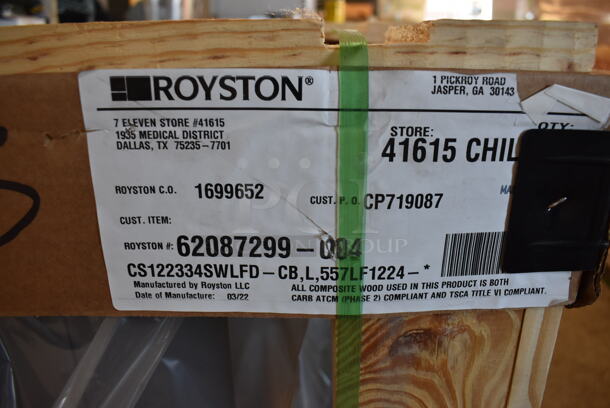 ROYSTON®
1 PICKROY ROAD
JASPER, GA 30143
7 ELEVEN STORE #41615
1935 MEDICAL DISTRICT
DALLAS, TX 75235-7701
STORE:
QTY:
41615 CHIL
ROYSTON C.O. 1699652
CUST. P. O. CP719087
MA
CUST. ITEM:
ROYSTON #: 62087299-004
CS122334SWLFD-CB,L,557LF1224-*
Manufactured by Royston LLC
Date of Manufacture: 03/22
ALL COMPOSITE WOOD USED IN THIS PRODUCT IS BOTH
CARB ATCM (PHASE 2) COMPLIANT AND TSCA TITLE VI COMPLIANT.